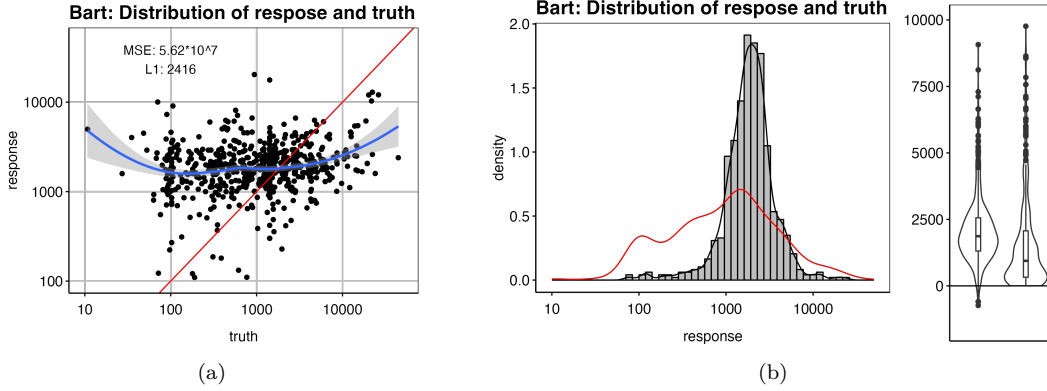 Bart: Distribution of respose and truth
MSE: 5.62*10^7
L1: 2416
10000
1000
100
response
10
100
1000
10000
truth
(a)
Bart: Distribution of respose and truth
2.0
1.5
1.0
0.5
0.0
density
10
100
1000
10000
response
(b)
10000
7500
5000
2500
0